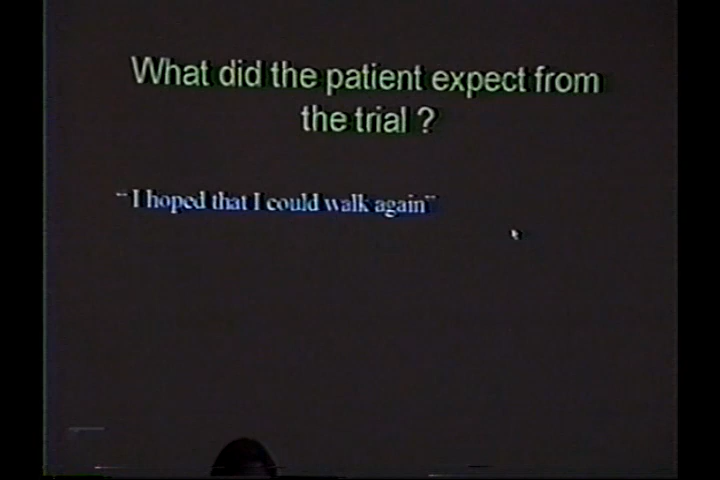 What did the patient expect from
the trial ?
“I hoped that I could walk again”